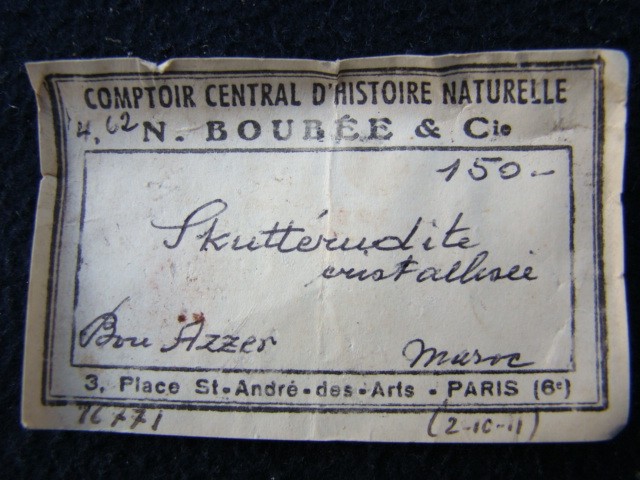 COMPTOIR CENTRAL D'HISTOIRE NATURELLE
4,62 N. BOUBÉE & Cie
150-
Skuttérudite
cristallisée
Bou Azzer Maroc
3, Place St-André-des-Arts - PARIS (6e)
16771 (2-10-11)